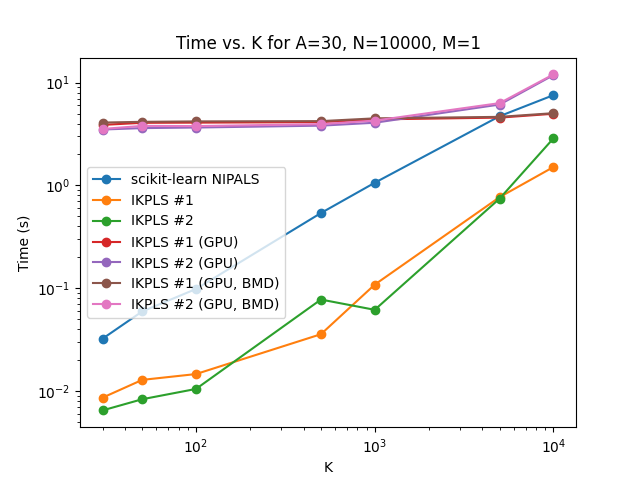 Time vs. K for A=30, N=10000, M=1
Time (s)
10¹
10⁰
10⁻¹
10⁻²
scikit-learn NIPALS
IKPLS #1
IKPLS #2
IKPLS #1 (GPU)
IKPLS #2 (GPU)
IKPLS #1 (GPU, BMD)
IKPLS #2 (GPU, BMD)
10² 10³ 10⁴
K